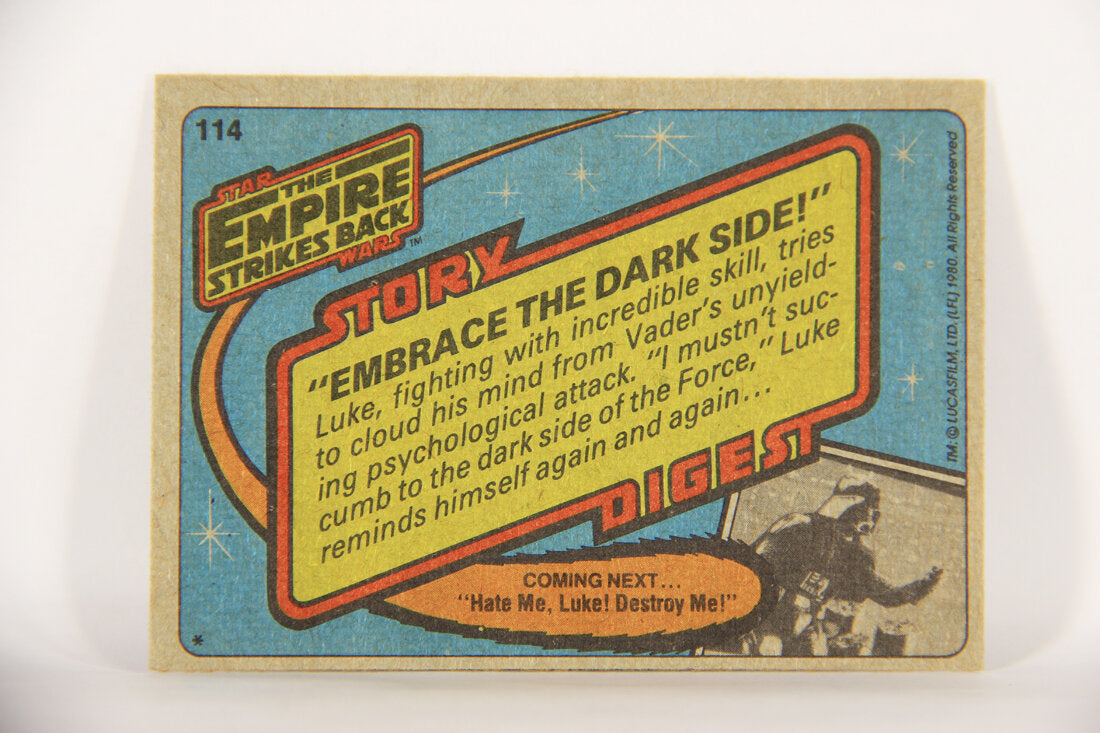 114
STAR
THE
EMPIRE
STRIKES BACK
WARS™
STORY
"EMBRACE THE DARK SIDE!"
Luke, fighting with incredible skill, tries
to cloud his mind from Vader's unyield-
ing psychological attack. "I mustn't suc-
cumb to the dark side of the Force," Luke
reminds himself again and again...
DIGEST
COMING NEXT...
"Hate Me, Luke! Destroy Me!"
*
TM: © LUCASFILM, LTD. (LFL) 1980. All Rights Reserved